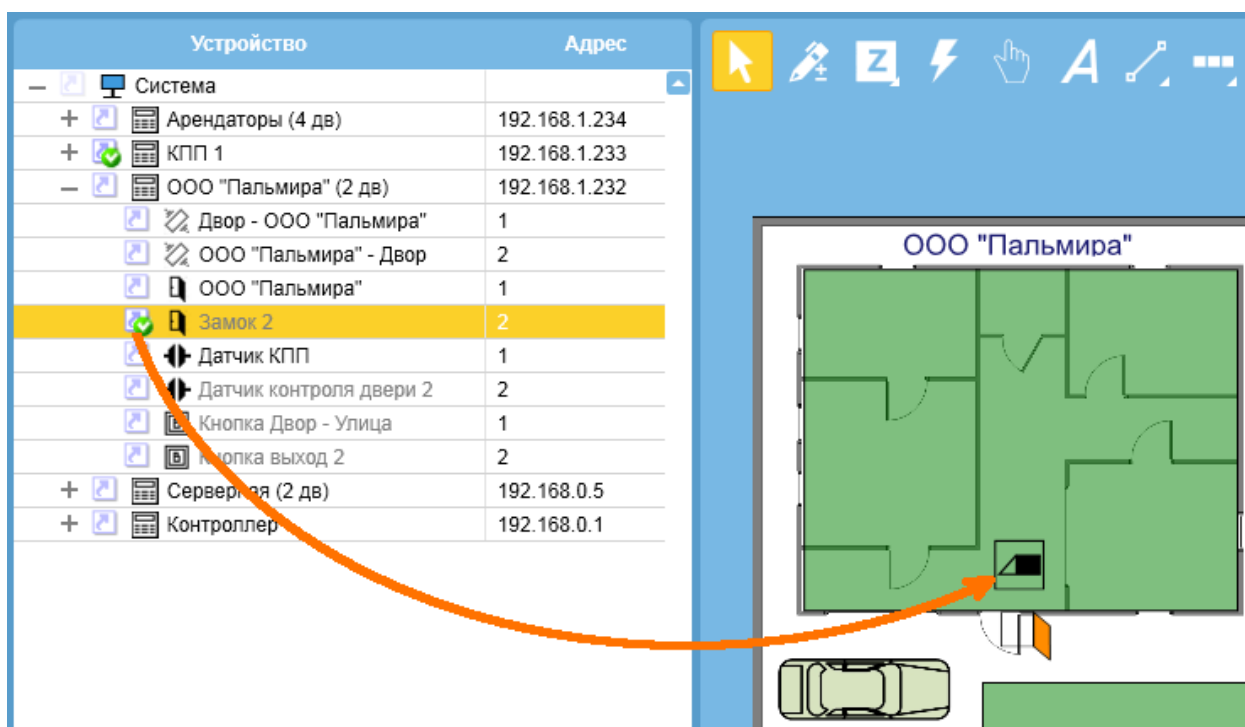 Устройство Адрес
Система
Арендаторы (4 дв) 192.168.1.234
КПП 1 192.168.1.233
ООО "Пальмира" (2 дв) 192.168.1.232
Двор - ООО "Пальмира" 1
ООО "Пальмира" - Двор 2
ООО "Пальмира" 1
Замок 2 2
Датчик КПП 1
Датчик контроля двери 2 2
Кнопка Двор - Улица 1
Кнопка выход 2 2
Серверная (2 дв) 192.168.0.5
Контроллер 192.168.0.1
Z A
ООО "Пальмира"